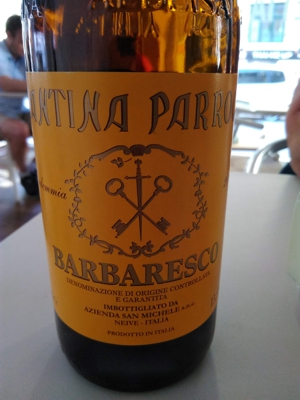 ANTINA PARRO
BARBARESCO
DENOMINAZIONE DI ORIGINE CONTROLLATA
E GARANTITA
IMBOTTIGLIATO DA
AZIENDA SAN MICHELE s.n.c.
NEIVE - ITALIA
PRODOTTO IN ITALIA